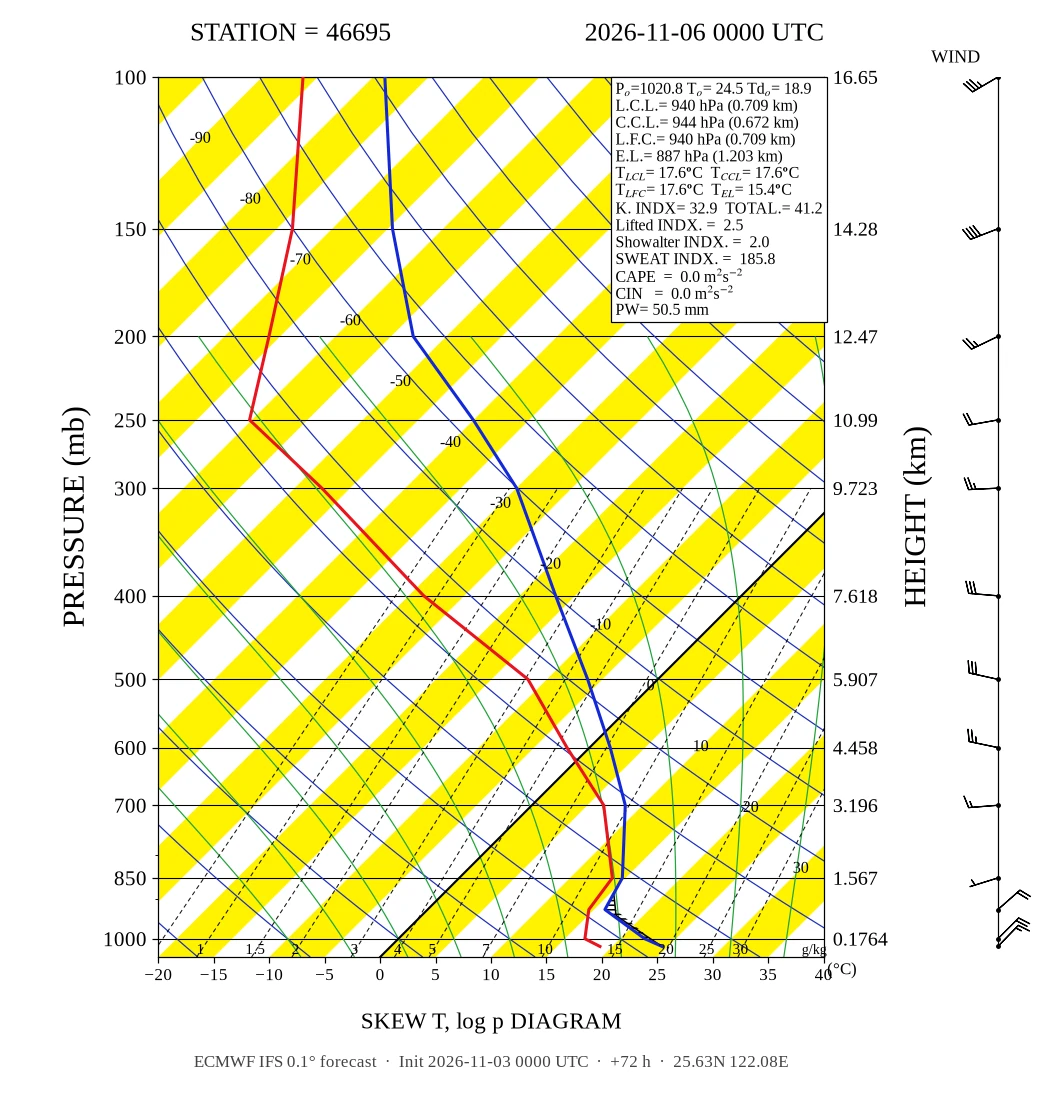 STATION = 46695
2026-11-06 0000 UTC
WIND
100
16.65
Pₒ=1020.8 Tₒ= 24.5 Tdₒ= 18.9
L.C.L.= 940 hPa (0.709 km)
C.C.L.= 944 hPa (0.672 km)
L.F.C.= 940 hPa (0.709 km)
E.L.= 887 hPa (1.203 km)
T_LCL= 17.6°C T_CCL= 17.6°C
T_LFC= 17.6°C T_EL= 15.4°C
K. INDX= 32.9 TOTAL.= 41.2
Lifted INDX. = 2.5
Showalter INDX. = 2.0
SWEAT INDX. = 185.8
CAPE = 0.0 m²s⁻²
CIN = 0.0 m²s⁻²
PW= 50.5 mm
-90
-80
150
14.28
-70
-60
200
12.47
-50
250
10.99
-40
300
9.723
-30
PRESSURE (mb)
HEIGHT (km)
-20
400
7.618
-10
500
5.907
0
10
600
4.458
700
3.196
20
30
850
1.567
1000
0.1764
1 1.5 2 3 4 5 7 10 15 20 25 30 g/kg
−20 −15 −10 −5 0 5 10 15 20 25 30 35 40
(°C)
SKEW T, log p DIAGRAM
ECMWF IFS 0.1° forecast · Init 2026-11-03 0000 UTC · +72 h · 25.63N 122.08E